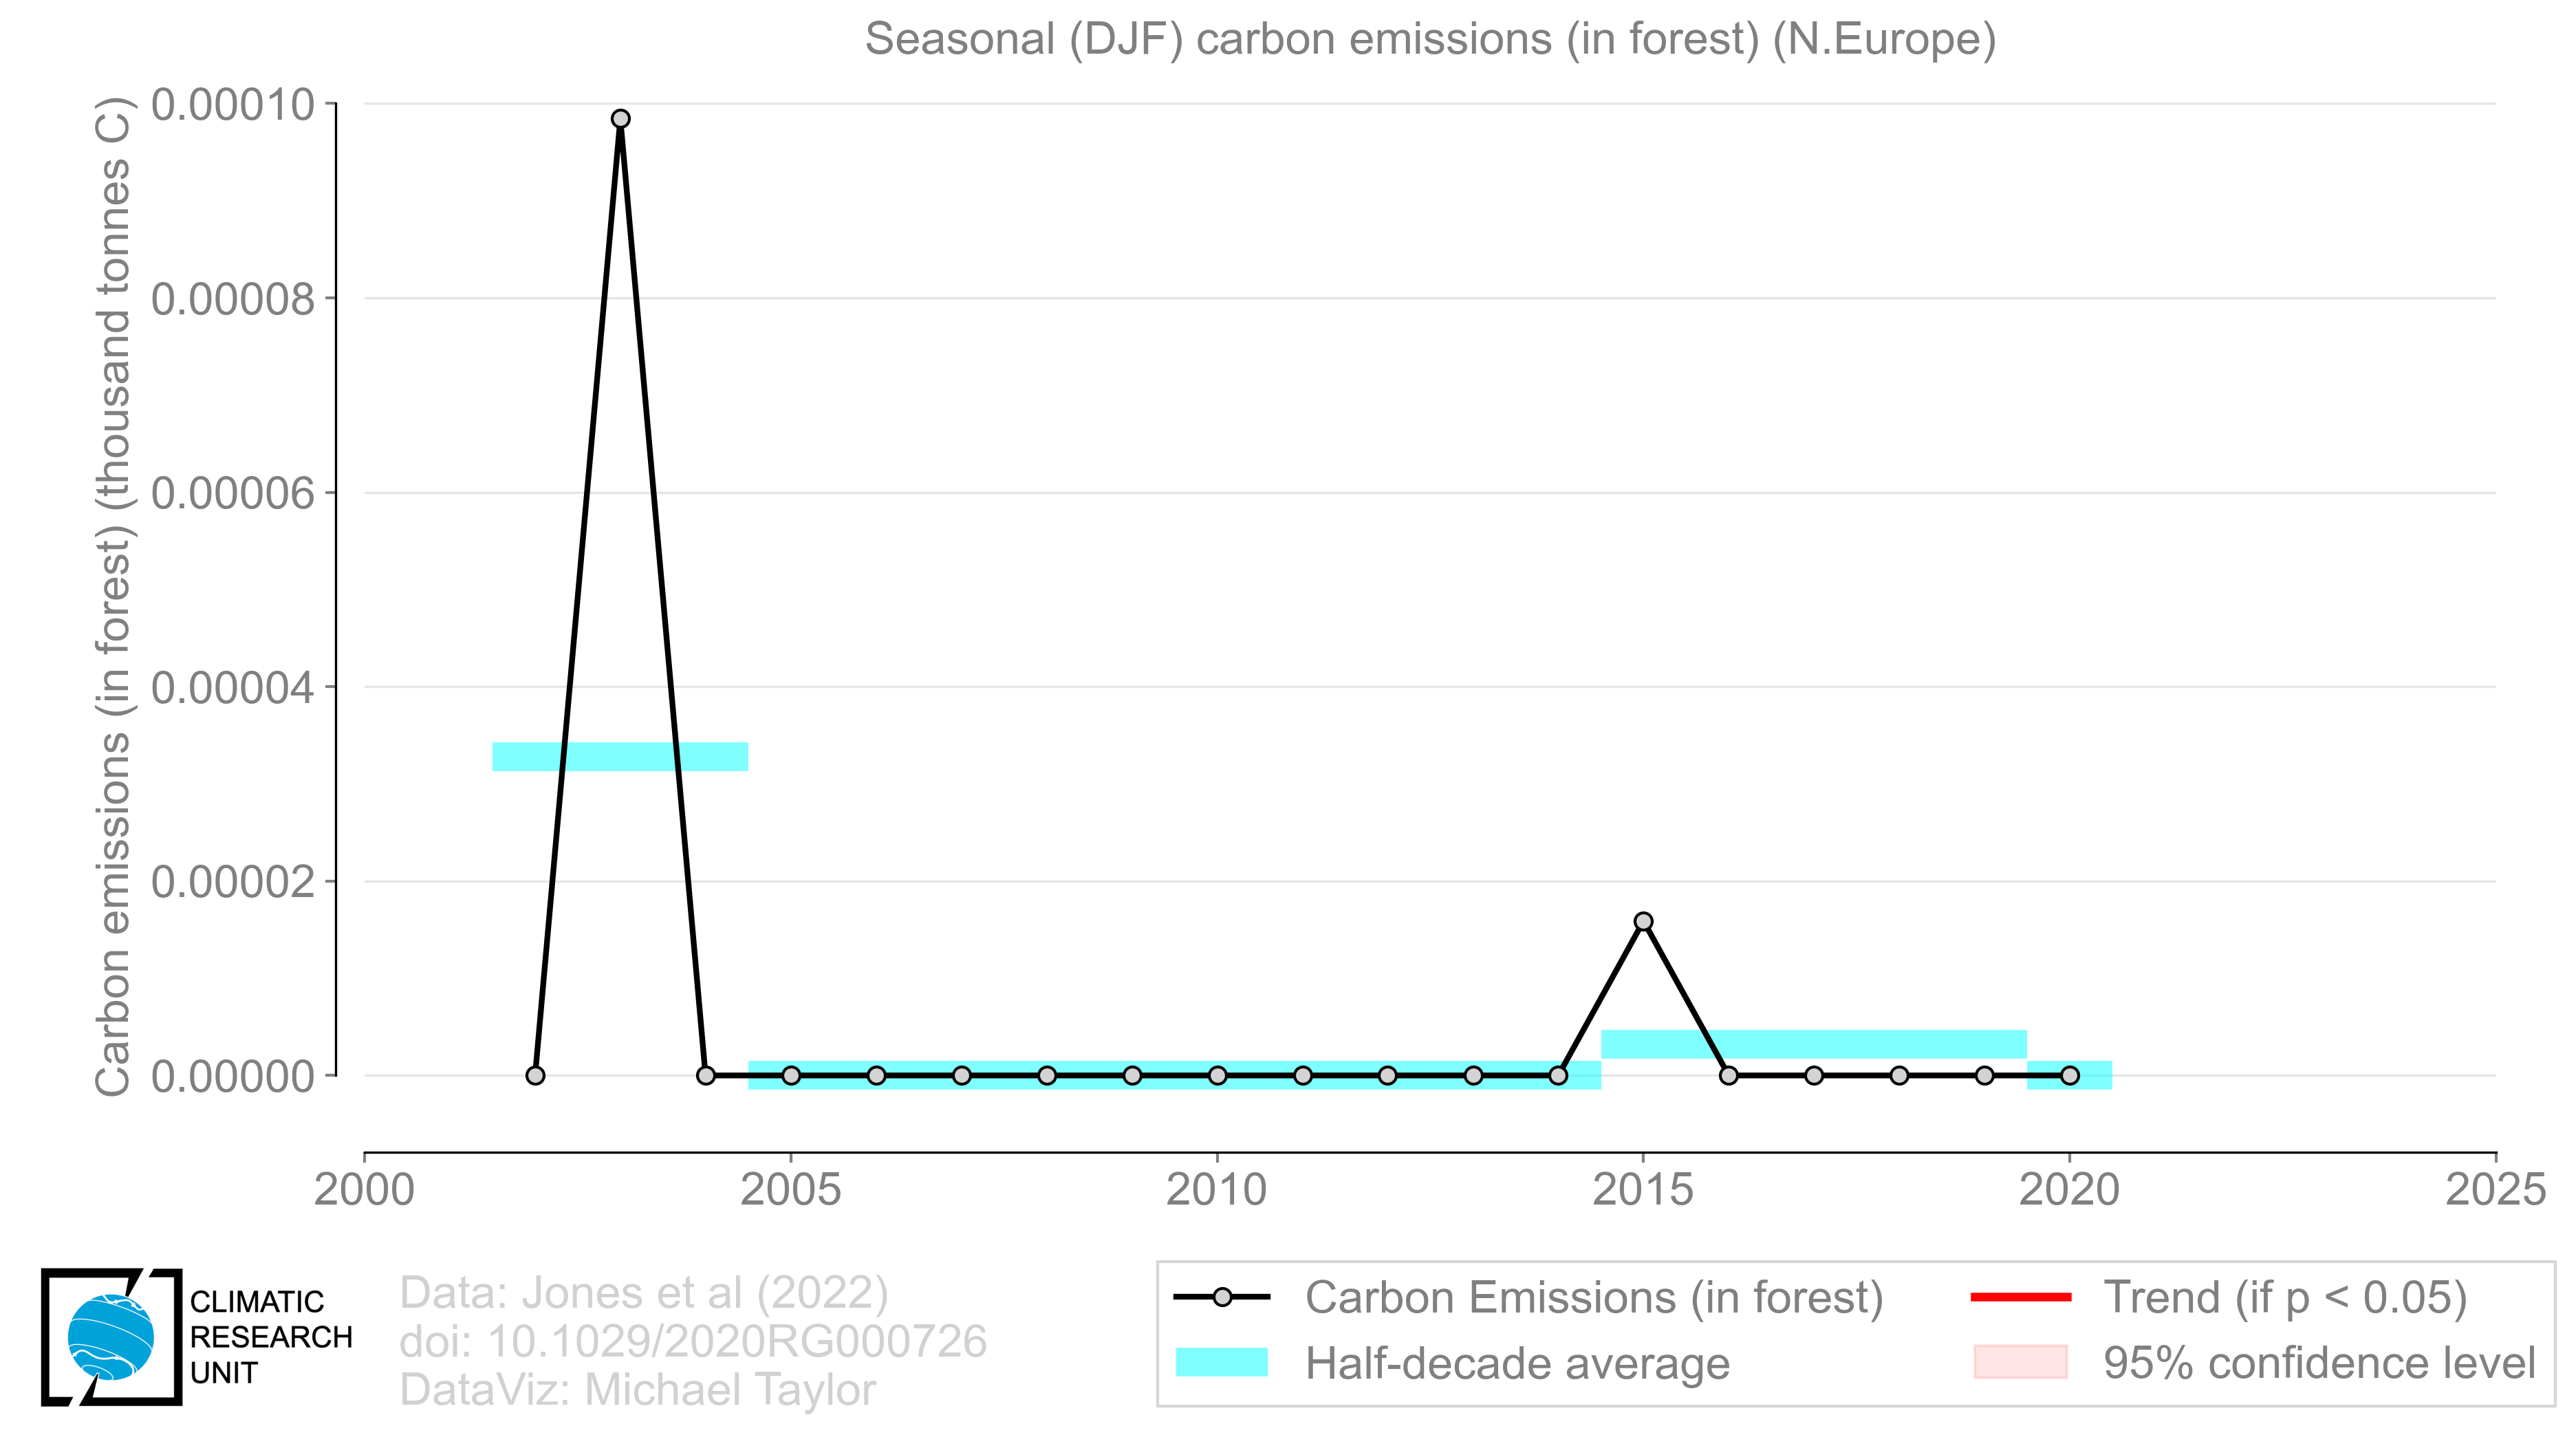 Seasonal (DJF) carbon emissions (in forest) (N.Europe)
Carbon emissions (in forest) (thousand tonnes C)
0.00010
0.00008
0.00006
0.00004
0.00002
0.00000
2000
2005
2010
2015
2020
2025
CLIMATIC
RESEARCH
UNIT
Data: Jones et al (2022)
doi: 10.1029/2020RG000726
DataViz: Michael Taylor
Carbon Emissions (in forest)
Half-decade average
Trend (if p < 0.05)
95% confidence level